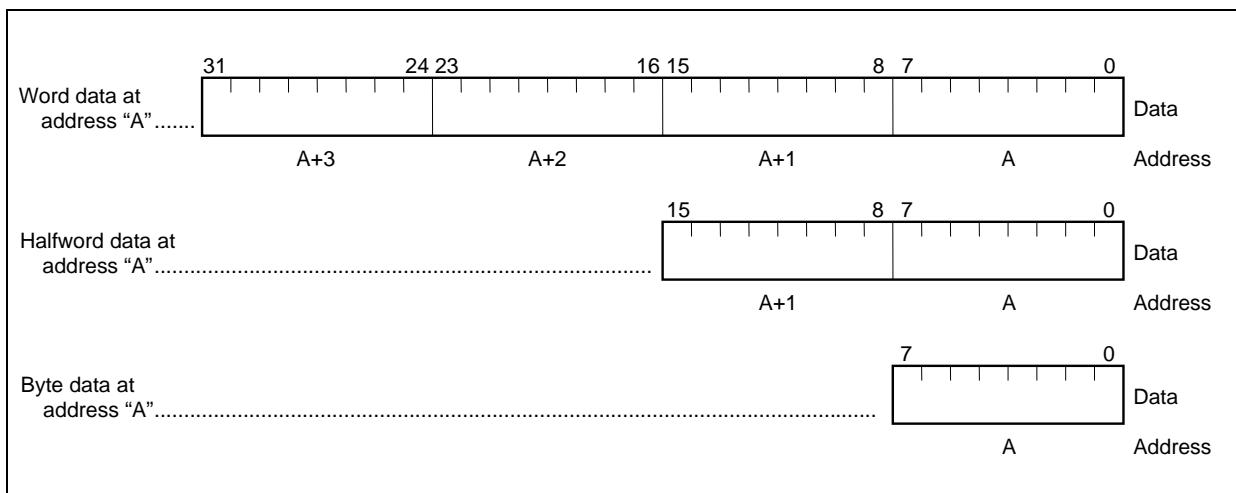 31 24 23 16 15 8 7 0
Word data at
address “A”....... Data
A+3 A+2 A+1 A Address
15 8 7 0
Halfword data at
address “A”.................................................................................... Data
A+1 A Address
7 0
Byte data at
address “A”........................................................................................................................ Data
A Address